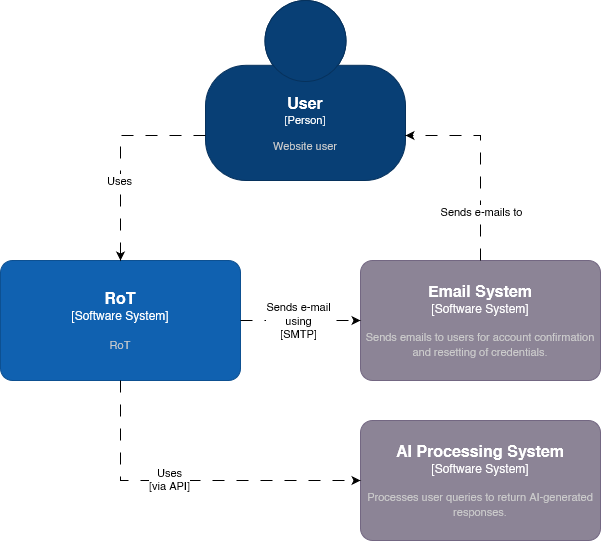 User
[Person]
Website user
Uses
Sends e-mails to
RoT
[Software System]
RoT
Sends e-mail
using
[SMTP]
Email System
[Software System]
Sends emails to users for account confirmation
and resetting of credentials.
Uses
[via API]
AI Processing System
[Software System]
Processes user queries to return AI-generated
responses.